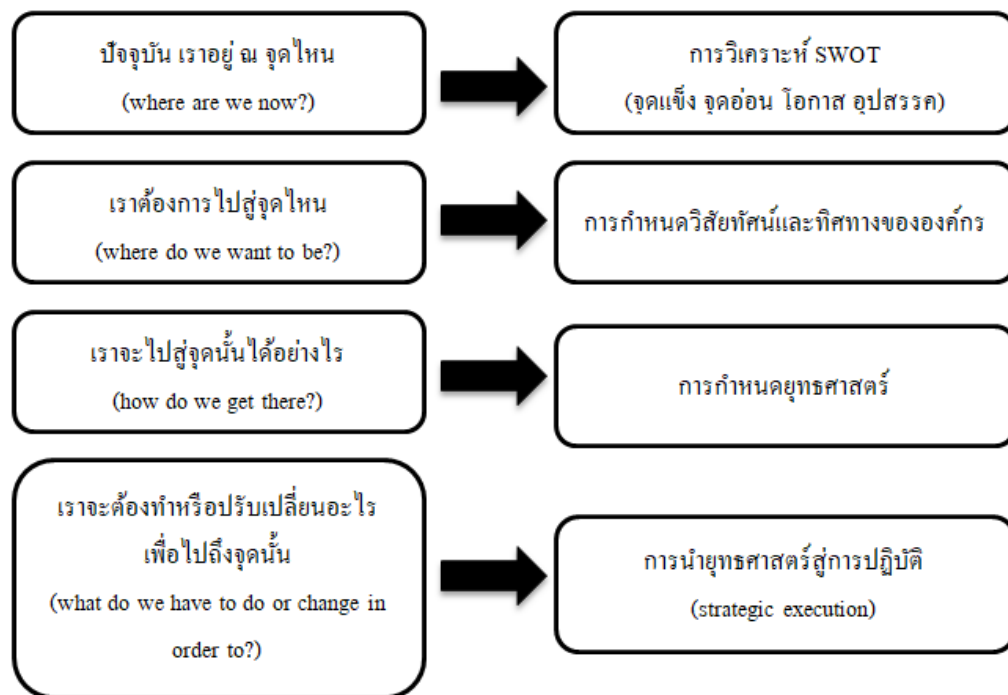 ปัจจุบัน เราอยู่ ณ จุดไหน
(where are we now?)
การวิเคราะห์ SWOT
(จุดแข็ง จุดอ่อน โอกาส อุปสรรค)
เราต้องการไปสู่จุดไหน
(where do we want to be?)
การกำหนดวิสัยทัศน์และทิศทางขององค์กร
เราจะไปสู่จุดนั้นได้อย่างไร
(how do we get there?)
การกำหนดยุทธศาสตร์
เราจะต้องทำหรือปรับเปลี่ยนอะไร
เพื่อไปถึงจุดนั้น
(what do we have to do or change in
order to?)
การนำยุทธศาสตร์สู่การปฏิบัติ
(strategic execution)